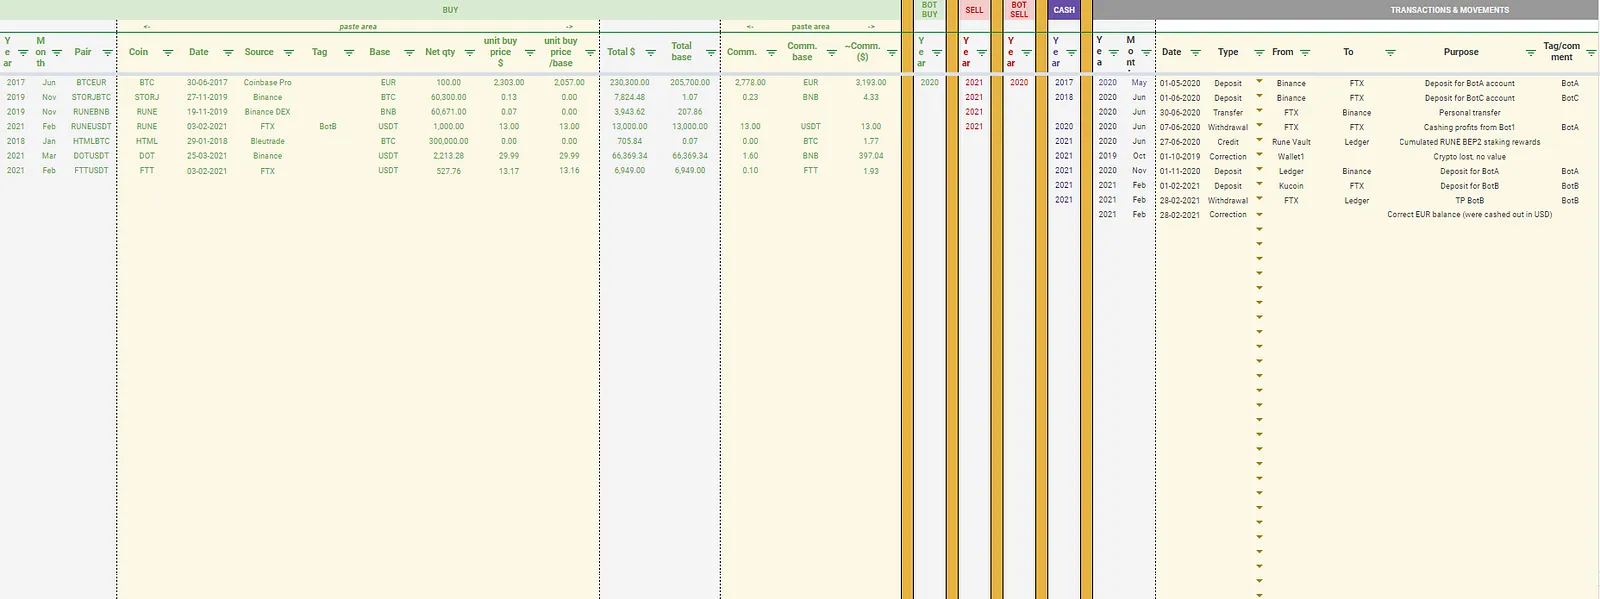 BUY BOT BUY SELL BOT SELL CASH TRANSACTIONS & MOVEMENTS
<- paste area -> <- paste area ->
Year Month Pair Coin Date Source Tag Base Net qty unit buy price $ unit buy price /base Total $ Total base Comm. Comm. base ~Comm. ($) Year Year Year Year Yea Mont. Date Type From To Purpose Tag/comment
2017 Jun BTCEUR BTC 30-06-2017 Coinbase Pro EUR 100.00 2,303.00 2,057.00 230,300.00 205,700.00 2,778.00 EUR 3,193.00 2020 2021 2020 2017 2020 May 01-05-2020 Deposit Binance FTX Deposit for BotA account BotA
2019 Nov STORJBTC STORJ 27-11-2019 Binance BTC 60,300.00 0.13 0.00 7,824.48 1.07 0.23 BNB 4.33 2021 2018 2020 Jun 01-06-2020 Deposit Binance FTX Deposit for BotC account BotC
2019 Nov RUNEBNB RUNE 19-11-2019 Binance DEX BNB 60,671.00 0.07 0.00 3,943.62 207.86 2021 2020 Jun 30-06-2020 Transfer FTX Binance Personal transfer
2021 Feb RUNEUSDT RUNE 03-02-2021 FTX BotB USDT 1,000.00 13.00 13.00 13,000.00 13,000.00 13.00 USDT 13.00 2021 2020 2020 Jun 07-06-2020 Withdrawal FTX FTX Cashing profits from Bot1 BotA
2018 Jan HTMLBTC HTML 29-01-2018 Bleutrade BTC 300,000.00 0.00 0.00 705.84 0.07 0.00 BTC 1.77 2021 2020 Jun 27-06-2020 Credit Rune Vault Ledger Cumulated RUNE BEP2 staking rewards
2021 Mar DOTUSDT DOT 25-03-2021 Binance USDT 2,213.28 29.99 29.99 66,369.34 66,369.34 1.60 BNB 397.04 2021 2019 Oct 01-10-2019 Correction Wallet1 Crypto lost, no value
2021 Feb FTTUSDT FTT 03-02-2021 FTX USDT 527.76 13.17 13.16 6,949.00 6,949.00 0.10 FTT 1.93 2021 2020 Nov 01-11-2020 Deposit Ledger Binance Deposit for BotA BotA
2021 2021 Feb 01-02-2021 Deposit Kucoin FTX Deposit for BotB BotB
2021 2021 Feb 28-02-2021 Withdrawal FTX Ledger TP BotB BotB
2021 Feb 28-02-2021 Correction Correct EUR balance (were cashed out in USD)